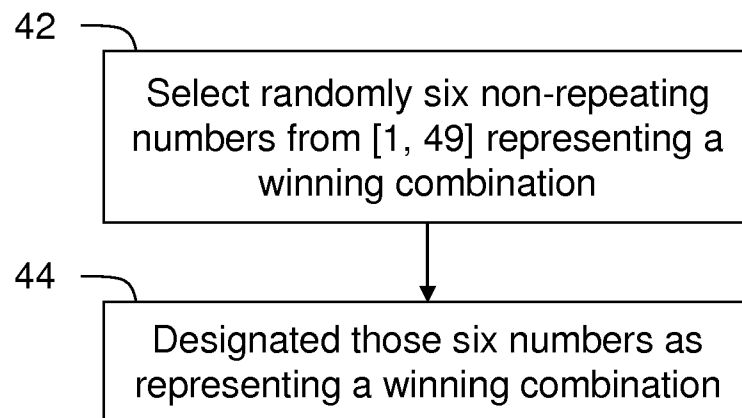 42
Select randomly six non-repeating
numbers from [1, 49] representing a
winning combination
44
Designated those six numbers as
representing a winning combination